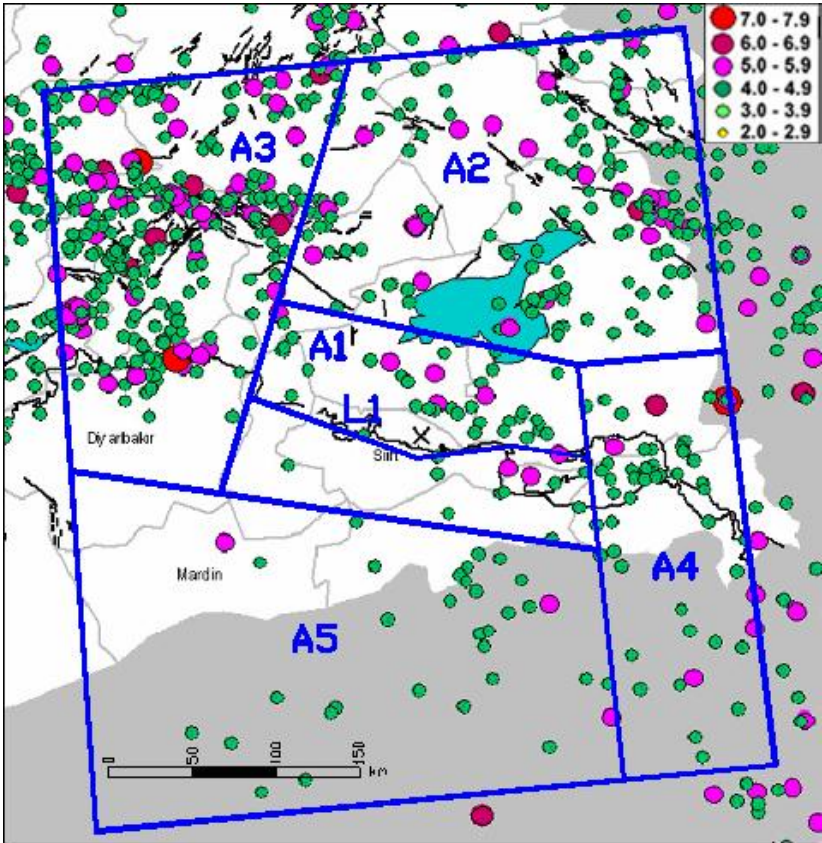 7.0 - 7.9
6.0 - 6.9
5.0 - 5.9
4.0 - 4.9
3.0 - 3.9
2.0 - 2.9
A3
A2
A1
L1
Diyarbakır
Siirt
A4
Mardin
A5
0
50
100
150
km